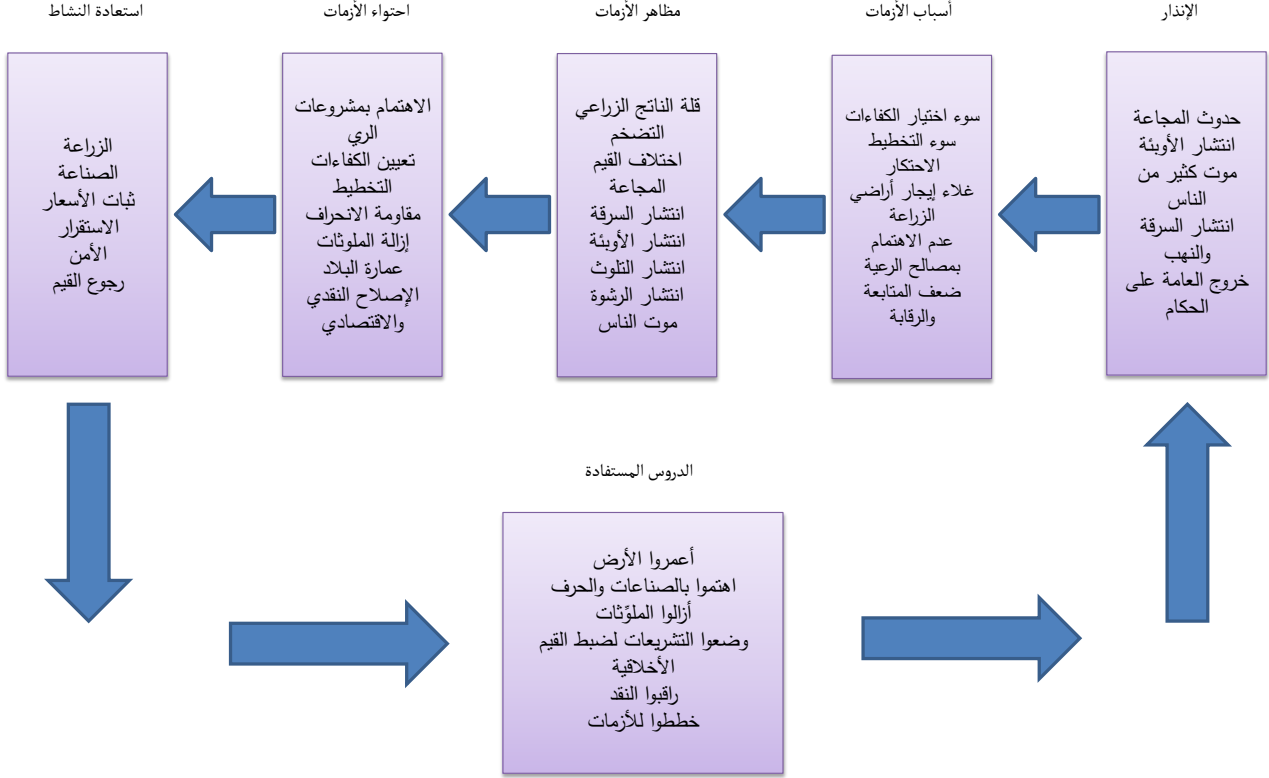 الإنذار
حدوث المجاعة
انتشار الأوبئة
موت كثير من
الناس
انتشار السرقة
والنهب
خروج العامة على
الحكام
أسباب الأزمات
سوء اختيار الكفاءات
سوء التخطيط
الاحتكار
غلاء إيجار أراضي
الزراعة
عدم الاهتمام
بمصالح الرعية
ضعف المتابعة
والرقابة
مظاهر الأزمات
قلة الناتج الزراعي
التضخم
اختلاف القيم
المجاعة
انتشار السرقة
انتشار الأوبئة
انتشار التلوث
انتشار الرشوة
موت الناس
احتواء الأزمات
الاهتمام بمشروعات
الري
تعيين الكفاءات
التخطيط
مقاومة الانحراف
إزالة الملوثات
عمارة البلاد
الإصلاح النقدي
والاقتصادي
استعادة النشاط
الزراعة
الصناعة
ثبات الأسعار
الاستقرار
الأمن
رجوع القيم
الدروس المستفادة
أعمروا الأرض
اهتموا بالصناعات والحرف
أزالوا الملوِّثات
وضعوا التشريعات لضبط القيم
الأخلاقية
راقبوا النقد
خططوا للأزمات